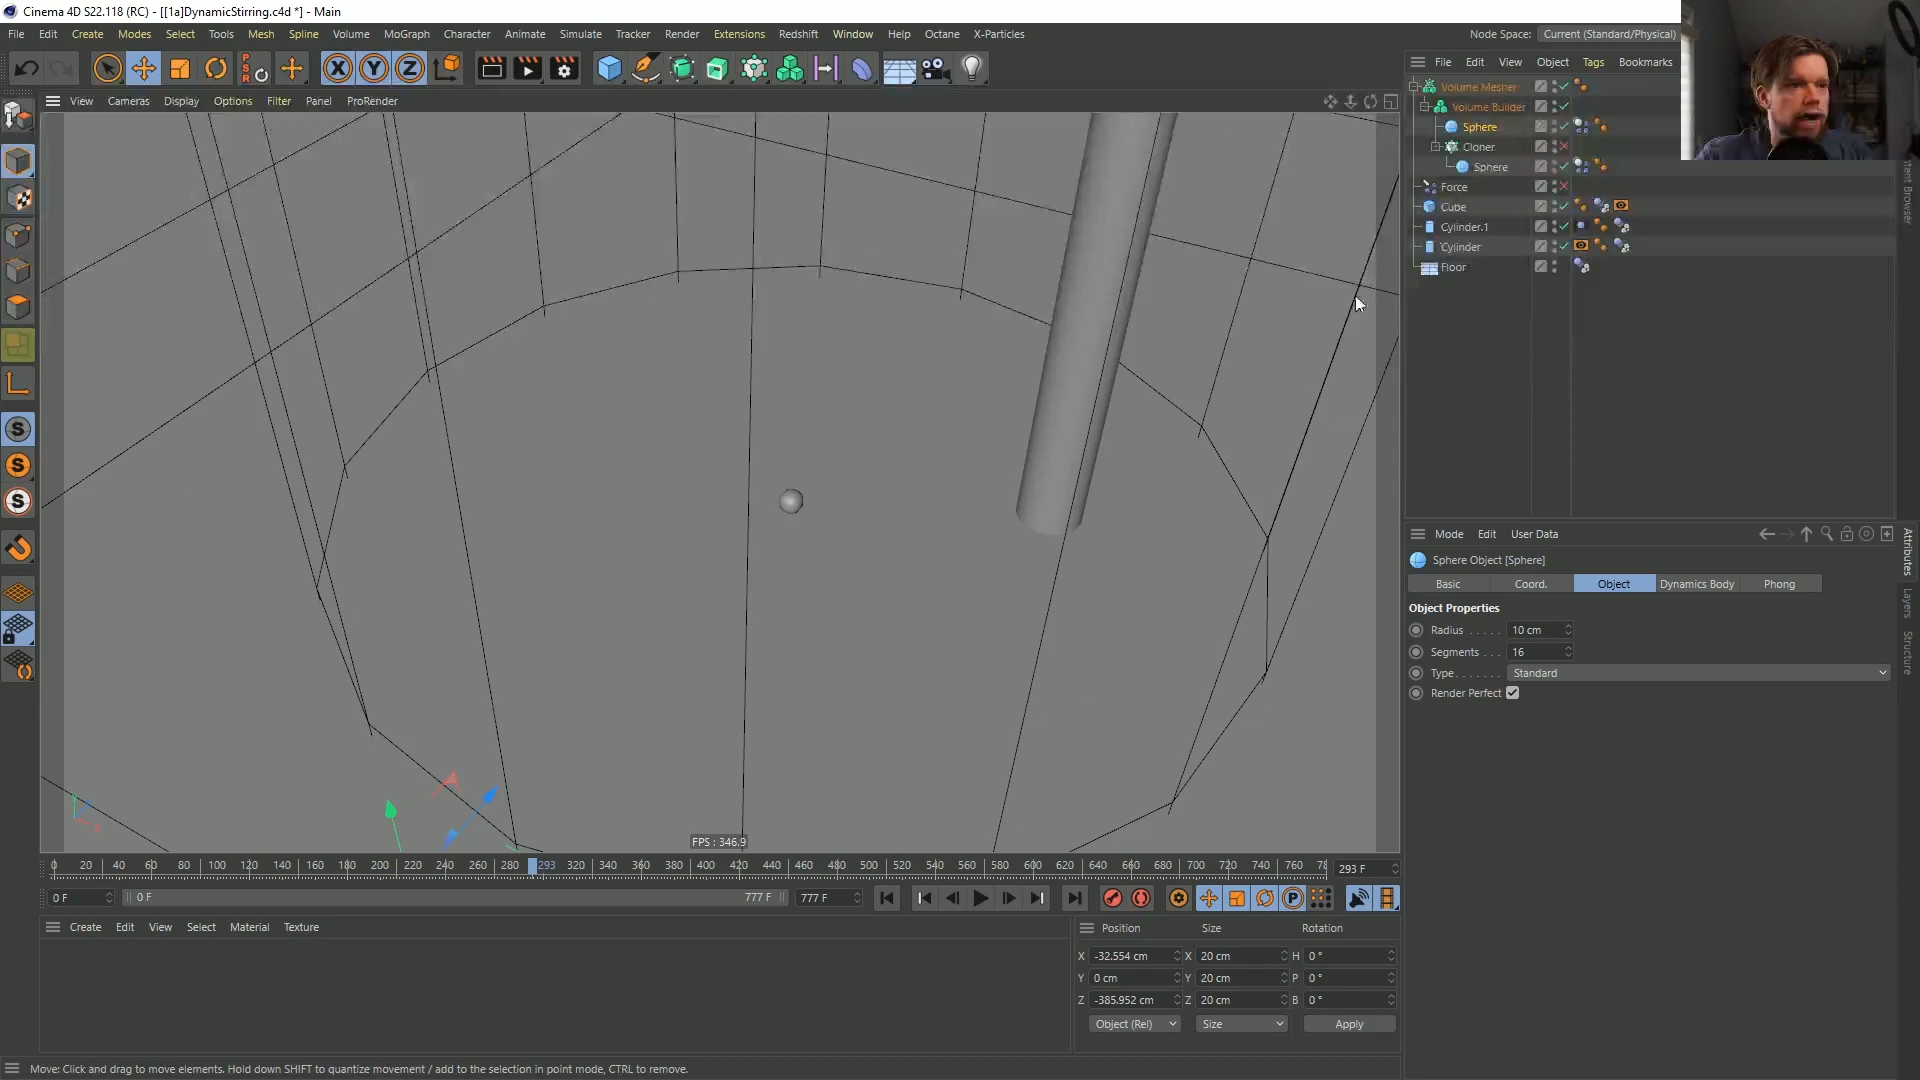 Cinema 4D S22.118 (RC) - [[1a]DynamicStirring.c4d *] - Main
File Edit Create Modes Select Tools Mesh Spline Volume MoGraph Character Animate Simulate Tracker Render Extensions Redshift Window Help Octane X-Particles Node Space: Current (Standard/Physical)
PSR X Y Z
File Edit View Object Tags Bookmarks
View Cameras Display Options Filter Panel ProRender
Volume Mesher
Volume Builder
Sphere
Cloner
Sphere
Force
Cube
Cylinder.1
Cylinder
Floor
S
S
S
Mode Edit User Data
Attributes
Layers
Structure
Sphere Object [Sphere]
Basic Coord. Object Dynamics Body Phong
Object Properties
Radius . . . . . 10 cm
Segments . . . 16
Type . . . . . . . Standard
Render Perfect
FPS : 346.9
0 20 40 60 80 100 120 140 160 180 200 220 240 260 280 293 320 340 360 380 400 420 440 460 480 500 520 540 560 580 600 620 640 660 680 700 720 740 760 78 293 F
0 F 0 F 777 F 777 F P
Create Edit View Select Material Texture
Position Size Rotation
X -32.554 cm X 20 cm H 0 °
Y 0 cm Y 20 cm P 0 °
Z -385.952 cm Z 20 cm B 0 °
Object (Rel) Size Apply
Move: Click and drag to move elements. Hold down SHIFT to quantize movement / add to the selection in point mode, CTRL to remove.